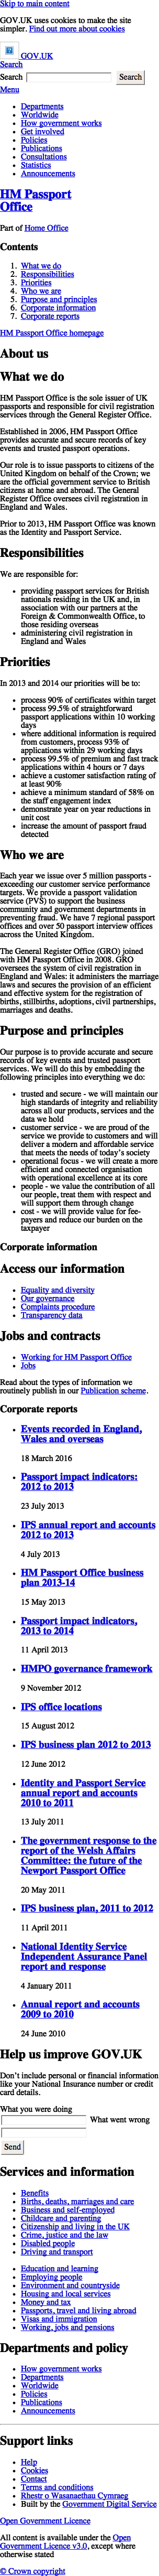 Skip to main content
GOV.UK uses cookies to make the site
simpler. Find out more about cookies
GOV.UK
Search
Search Search
Menu
Departments
Worldwide
How government works
Get involved
Policies
Publications
Consultations
Statistics
Announcements
HM Passport
Office
Part of Home Office
Contents
1. What we do
2. Responsibilities
3. Priorities
4. Who we are
5. Purpose and principles
6. Corporate information
7. Corporate reports
HM Passport Office homepage
About us
What we do
HM Passport Office is the sole issuer of UK
passports and responsible for civil registration
services through the General Register Office.
Established in 2006, HM Passport Office
provides accurate and secure records of key
events and trusted passport operations.
Our role is to issue passports to citizens of the
United Kingdom on behalf of the Crown; we
are the official government service to British
citizens at home and abroad. The General
Register Office oversees civil registration in
England and Wales.
Prior to 2013, HM Passport Office was known
as the Identity and Passport Service.
Responsibilities
We are responsible for:
providing passport services for British
nationals residing in the UK and, in
association with our partners at the
Foreign & Commonwealth Office, to
those residing overseas
administering civil registration in
England and Wales
Priorities
In 2013 and 2014 our priorities will be to:
process 90% of certificates within target
process 99.5% of straightforward
passport applications within 10 working
days
where additional information is required
from customers, process 93% of
applications within 29 working days
process 99.5% of premium and fast track
applications within 4 hours or 7 days
achieve a customer satisfaction score of
at least 90%
achieve a minimum standard of 58% on
the staff engagement index
demonstrate year on year reductions in
unit cost
increase the amount of passport fraud
detected
Who we are
Each year we issue over 5 million passports -
exceeding our customer service performance
targets. We provide a passport validation
service (PVS) to support the business
community and government departments in
preventing fraud. We have 7 regional passport
offices and over 50 passport interview offices
across the United Kingdom.
The General Register Office (GRO) joined
with HM Passport Office in 2008. GRO
oversees the system of civil registration in
England and Wales: it administers the marriage
laws and secures the provision of an efficient
and effective system for the registration of
births, stillbirths, adoptions, civil partnerships,
marriages and deaths.
Purpose and principles
Our purpose is to provide accurate and secure
records of key events and trusted passport
services. We will do this by embedding the
following principles into everything we do:
trusted and secure - we will maintain our
high standards of integrity and reliability
across all our products, services and the
data we hold
customer service - we are proud of the
service we provide to customers and will
deliver a modern and affordable service
that meets the needs of today's society
operational focus - we will maintain a more
efficient and connected organisation
with operational excellence at its core
people - we value the contribution of all
our people, treat them with respect and
will support them through change
cost - we will provide value for fee-
payers and reduce our burden on the
taxpayer
Corporate information
Access our information
Equality and diversity
Our governance
Complaints procedure
Transparency data
Jobs and contracts
Working for HM Passport Office
Jobs
Read about the types of information we
routinely publish in our Publication scheme.
Corporate reports
Events recorded in England,
Wales and overseas
18 March 2016
Passport impact indicators:
2012 to 2013
23 July 2013
IPS annual report and accounts
2012 to 2013
4 July 2013
HM Passport Office business
plan 2013-14
15 May 2013
Passport impact indicators,
2013 to 2014
11 April 2013
HMPO governance framework
9 November 2012
IPS office locations
15 August 2012
IPS business plan 2012 to 2013
12 June 2012
Identity and Passport Service
annual report and accounts
2010 to 2011
13 July 2011
The government response to the
report of the Welsh Affairs
Committee: the future of the
Newport Passport Office
20 May 2011
IPS business plan, 2011 to 2012
11 April 2011
National Identity Service
Independent Assurance Panel
report and response
4 January 2011
Annual report and accounts
2009 to 2010
24 June 2010
Help us improve GOV.UK
Don't include personal or financial information
like your National Insurance number or credit
card details.
What you were doing
What went wrong
Send
Services and information
Benefits
Births, deaths, marriages and care
Business and self-employed
Childcare and parenting
Citizenship and living in the UK
Crime, justice and the law
Disabled people
Driving and transport
Education and learning
Employing people
Environment and countryside
Housing and local services
Money and tax
Passports, travel and living abroad
Visas and immigration
Working, jobs and pensions
Departments and policy
How government works
Departments
Worldwide
Policies
Publications
Announcements
Support links
Help
Cookies
Contact
Terms and conditions
Rhestr o Wasanaethau Cymraeg
Built by the Government Digital Service
Open Government Licence
All content is available under the Open
Government Licence v3.0, except where
otherwise stated
© Crown copyright